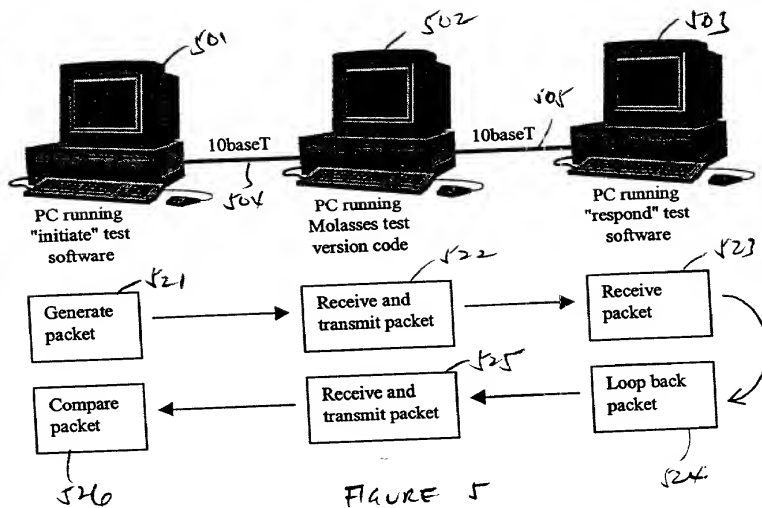 501
502
503
10baseT
504
10baseT
505
PC running
"initiate" test
software
PC running
Molasses test
version code
PC running
"respond" test
software
521
Generate
packet
522
Receive and
transmit packet
523
Receive
packet
Compare
packet
526
525
Receive and
transmit packet
Loop back
packet
524
FIGURE 5